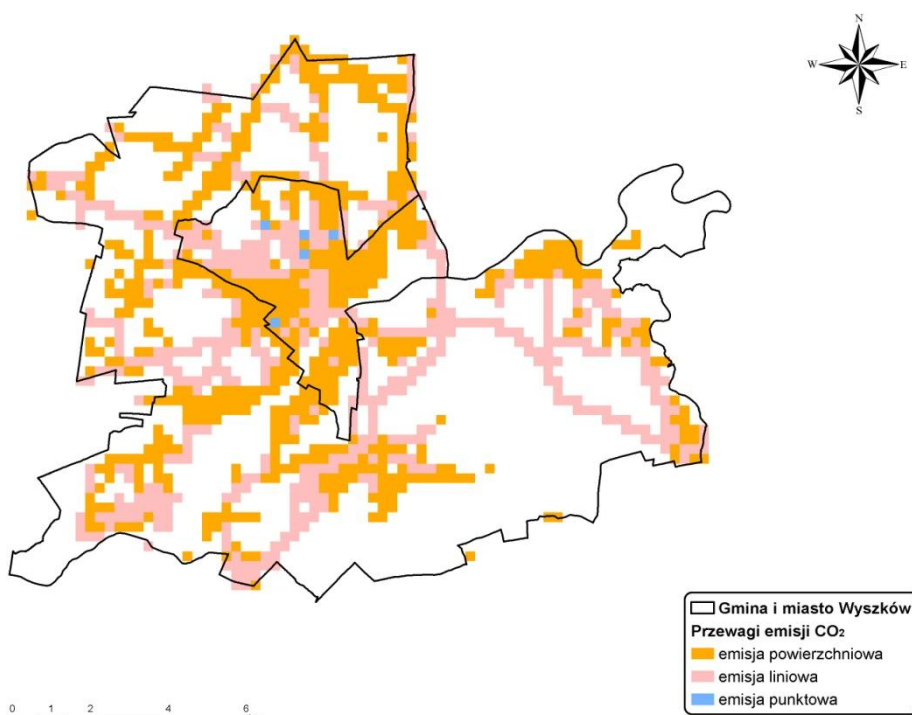 N
W E
S
Gmina i miasto Wyszków
Przewagi emisji CO₂
emisja powierzchniowa
emisja liniowa
emisja punktowa
0 1 2 4 6